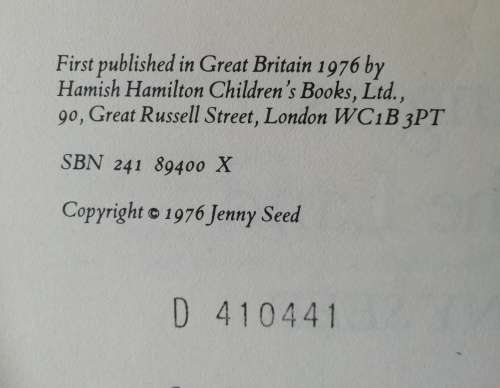 First published in Great Britain 1976 by
Hamish Hamilton Children's Books, Ltd.,
90, Great Russell Street, London WC1B 3PT
SBN 241 89400 X
Copyright © 1976 Jenny Seed
D 410441